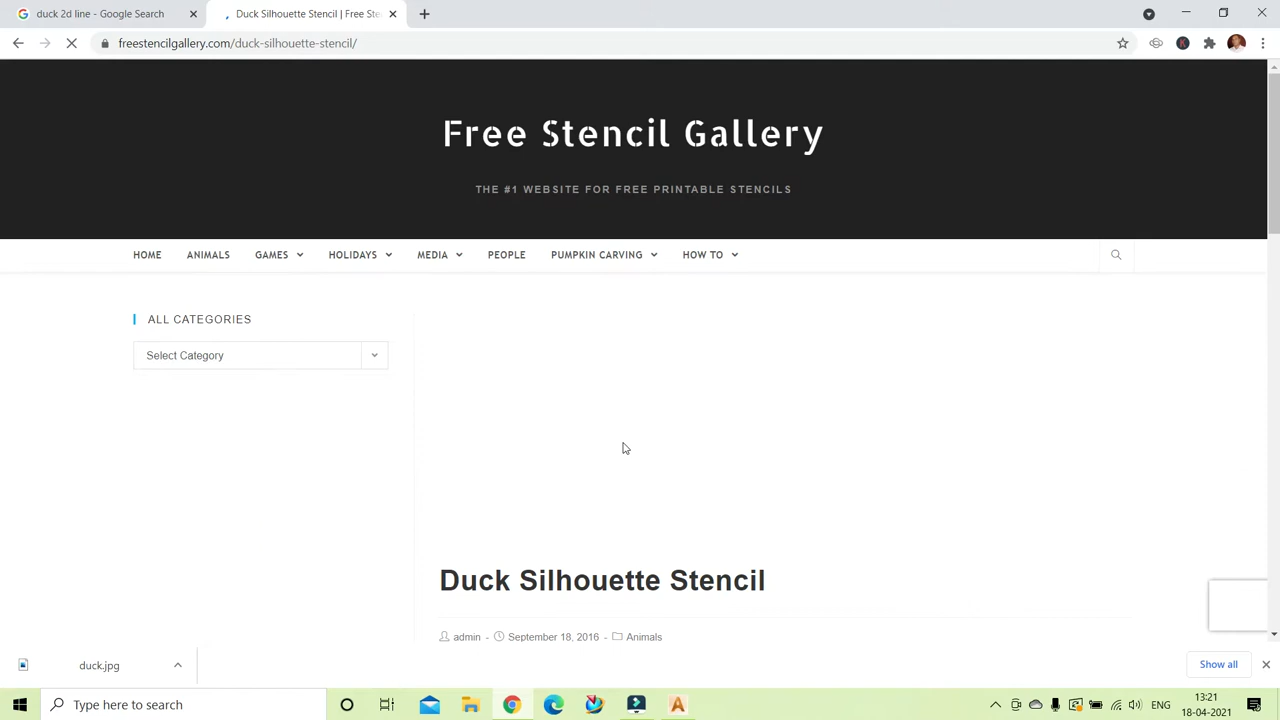 duck 2d line - Google Search
Duck Silhouette Stencil | Free Ste
freestencilgallery.com/duck-silhouette-stencil/
Free Stencil Gallery
THE #1 WEBSITE FOR FREE PRINTABLE STENCILS
HOME ANIMALS GAMES HOLIDAYS MEDIA PEOPLE PUMPKIN CARVING HOW TO
ALL CATEGORIES
Select Category
Duck Silhouette Stencil
admin - September 18, 2016 - Animals
duck.jpg
Show all
Type here to search
ENG
13:21
18-04-2021